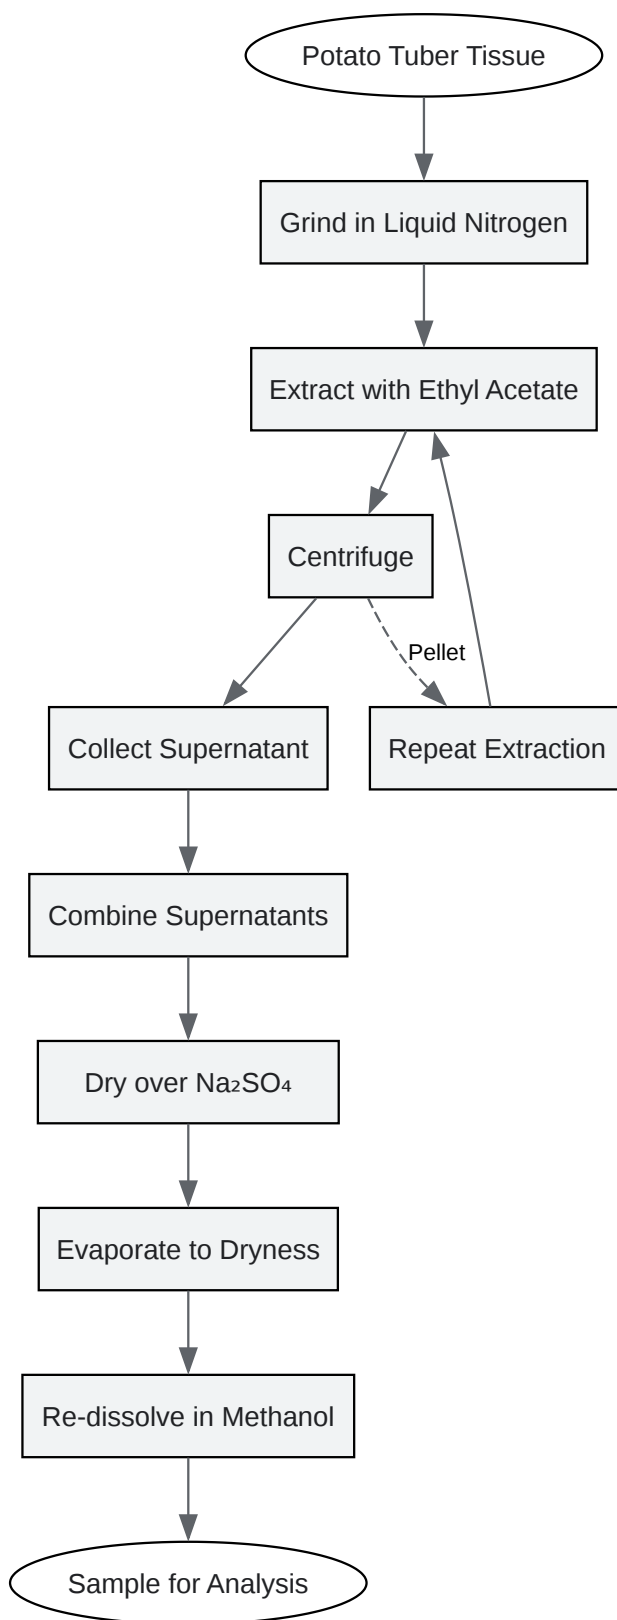 Potato Tuber Tissue
Grind in Liquid Nitrogen
Extract with Ethyl Acetate
Centrifuge
Pellet
Collect Supernatant
Repeat Extraction
Combine Supernatants
Dry over Na₂SO₄
Evaporate to Dryness
Re-dissolve in Methanol
Sample for Analysis